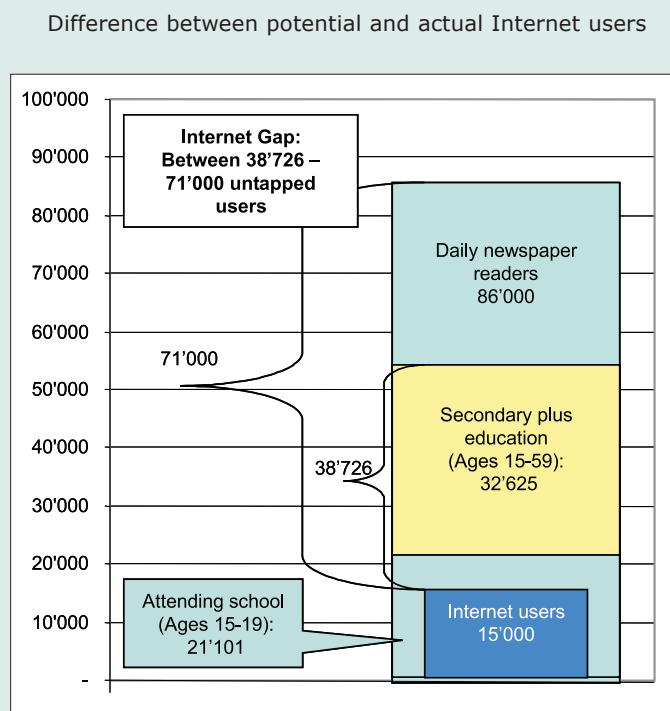 Difference between potential and actual Internet users
100'000
90'000
80'000
70'000
60'000
50'000
40'000
30'000
20'000
10'000
-
Internet Gap:
Between 38’726 –
71’000 untapped
users
71’000
38’726
Daily newspaper
readers
86’000
Secondary plus
education
(Ages 15-59):
32’625
Attending school
(Ages 15-19):
21’101
Internet users
15’000